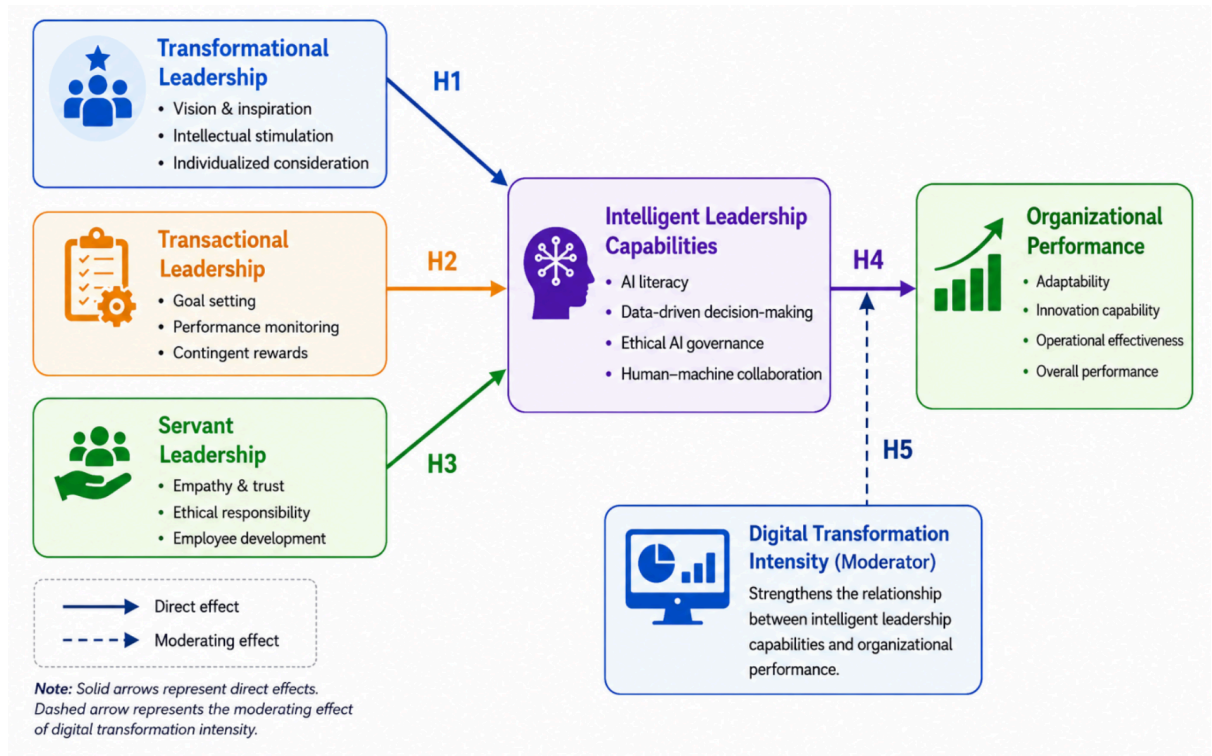 Transformational
Leadership
• Vision & inspiration
• Intellectual stimulation
• Individualized consideration
H1
Transactional
Leadership
• Goal setting
• Performance monitoring
• Contingent rewards
H2
Servant
Leadership
• Empathy & trust
• Ethical responsibility
• Employee development
H3
Intelligent Leadership
Capabilities
• AI literacy
• Data-driven decision-making
• Ethical AI governance
• Human–machine collaboration
H4
Organizational
Performance
• Adaptability
• Innovation capability
• Operational effectiveness
• Overall performance
H5
Digital Transformation
Intensity (Moderator)
Strengthens the relationship
between intelligent leadership
capabilities and organizational
performance.
Direct effect
Moderating effect
Note: Solid arrows represent direct effects.
Dashed arrow represents the moderating effect
of digital transformation intensity.